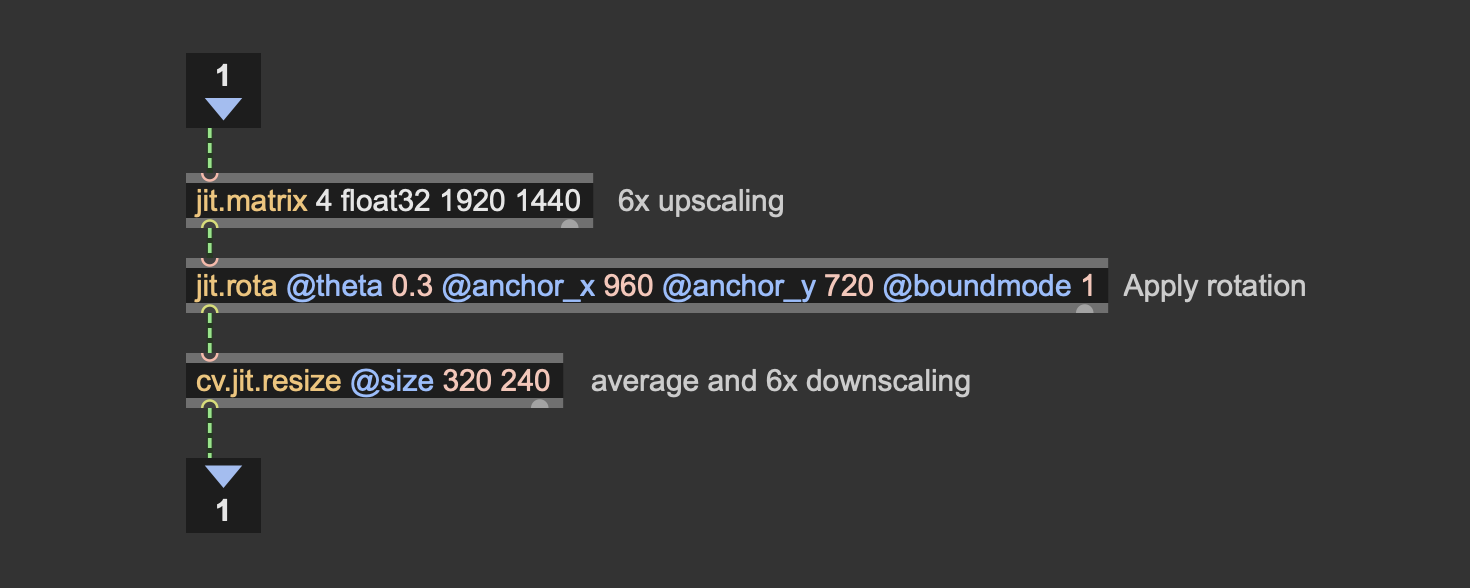 1
jit.matrix 4 float32 1920 1440 6x upscaling
jit.rota @theta 0.3 @anchor_x 960 @anchor_y 720 @boundmode 1 Apply rotation
cv.jit.resize @size 320 240 average and 6x downscaling
1